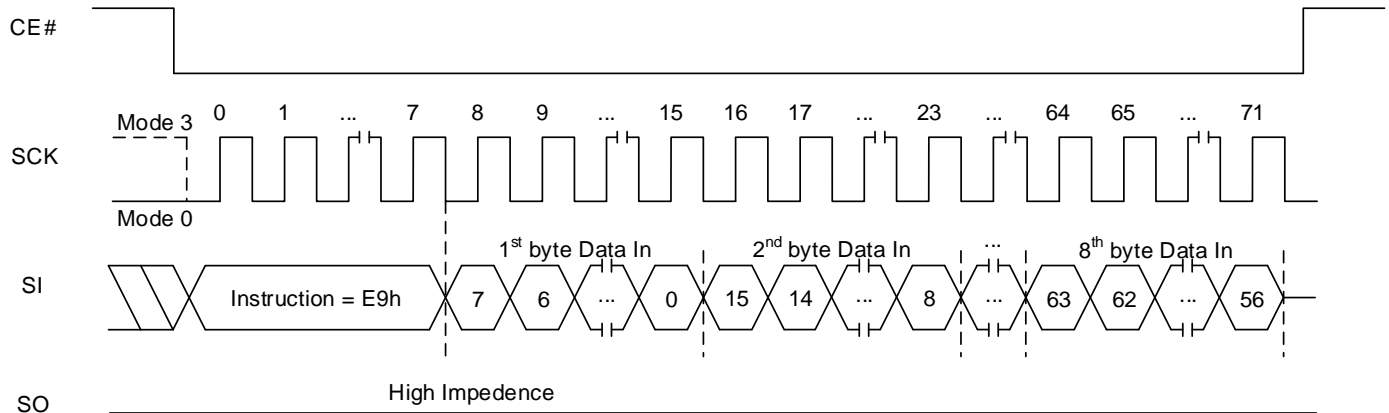 CE#
0 1 ... 7 8 9 ... 15 16 17 ... 23 ... 64 65 ... 71
Mode 3
SCK
Mode 0
1st byte Data In 2nd byte Data In ... 8th byte Data In
SI
Instruction = E9h 7 6 ... 0 15 14 ... 8 ... 63 62 ... 56
High Impedence
SO